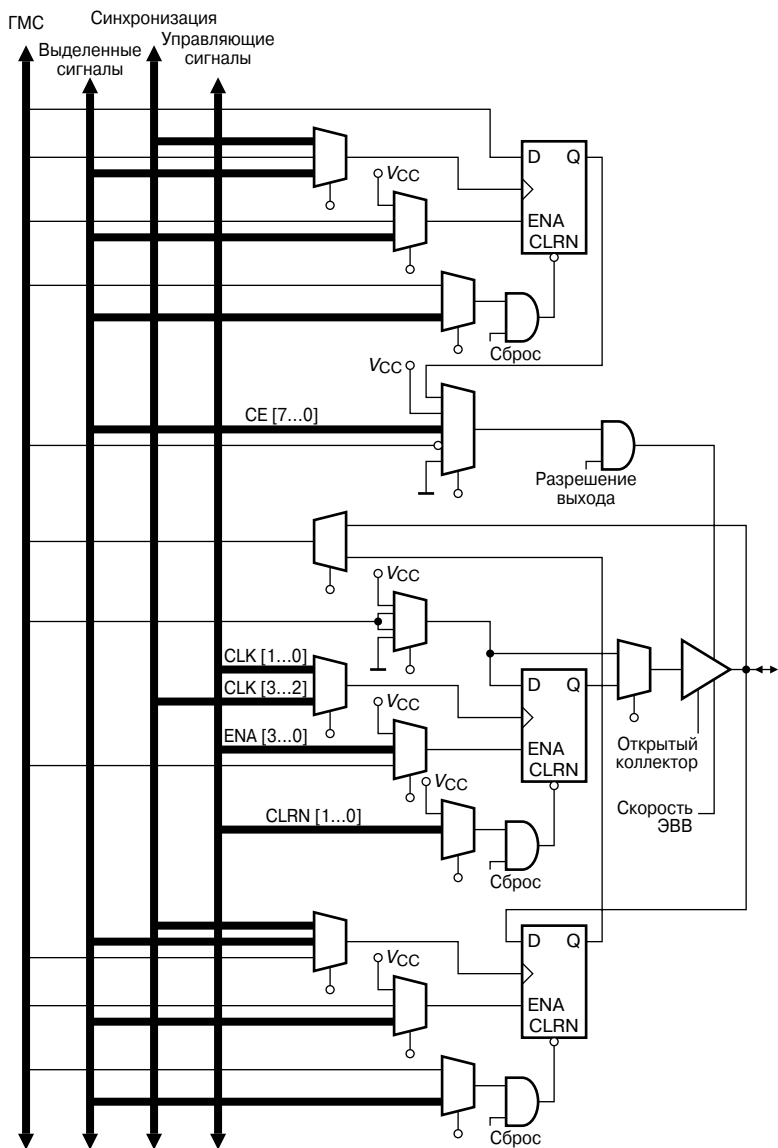 ГМС
Синхронизация
Выделенные
сигналы
Управляющие
сигналы
D Q
VCC
ENA
CLRN
Сброс
VCC
CE [7...0]
Разрешение
выхода
VCC
CLK [1...0]
CLK [3...2]
D Q
VCC
ENA [3...0]
ENA
CLRN
Открытый
коллектор
VCC
CLRN [1...0]
Скорость
ЭВВ
Сброс
D Q
VCC
ENA
CLRN
Сброс